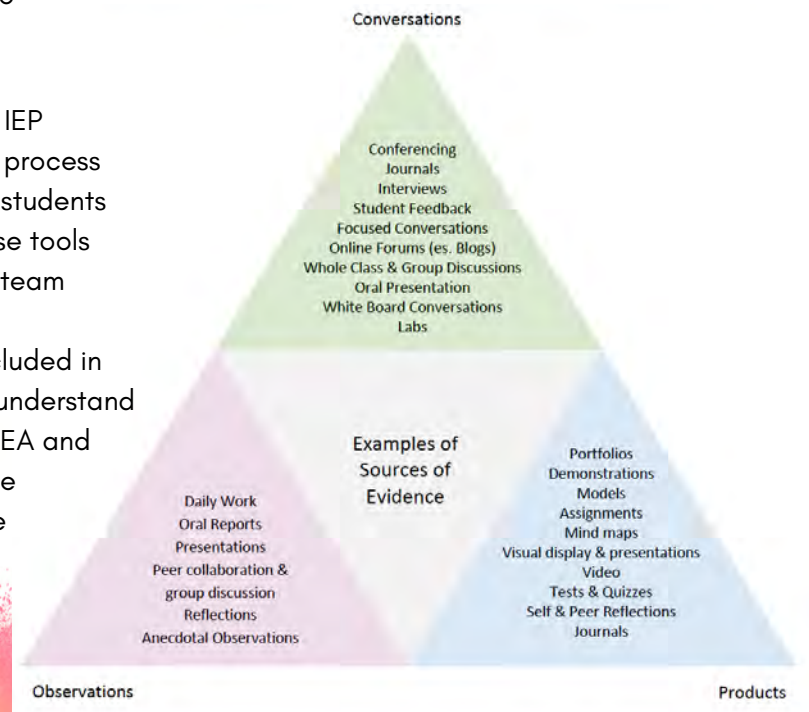 IEP
process
students
se tools
team
cluded in
understand
EA and
e
e
Conversations
Conferencing
Journals
Interviews
Student Feedback
Focused Conversations
Online Forums (es. Blogs)
Whole Class & Group Discussions
Oral Presentation
White Board Conversations
Labs
Examples of
Sources of
Evidence
Daily Work
Oral Reports
Presentations
Peer collaboration &
group discussion
Reflections
Anecdotal Observations
Portfolios
Demonstrations
Models
Assignments
Mind maps
Visual display & presentations
Video
Tests & Quizzes
Self & Peer Reflections
Journals
Observations
Products